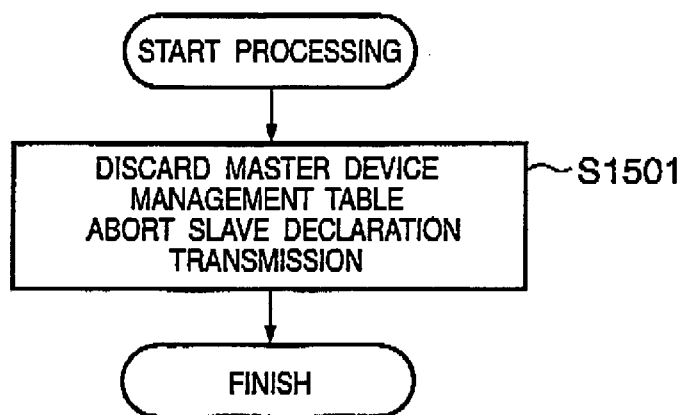 START PROCESSING
DISCARD MASTER DEVICE
MANAGEMENT TABLE
ABORT SLAVE DECLARATION
TRANSMISSION
S1501
FINISH